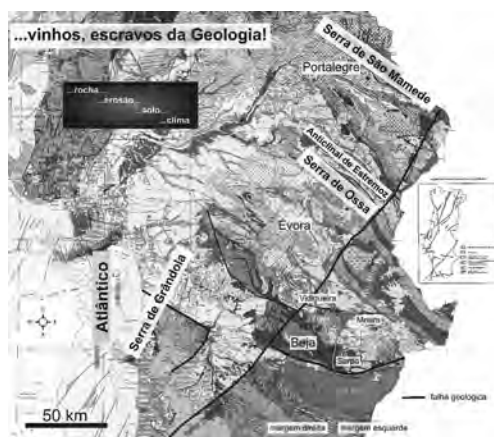 ...vinhos, escravos da Geologia!
...rocha
...erosão
...solo...
...clima
Serra de São Mamede
Portalegre
Anticlinal de Estremoz
Serra de Ossa
Évora
Atlântico
Serra de Grândola
Vidigueira
Moura
Beja
Serpa
falha geológica
50 km
margem direita
margem esquerda